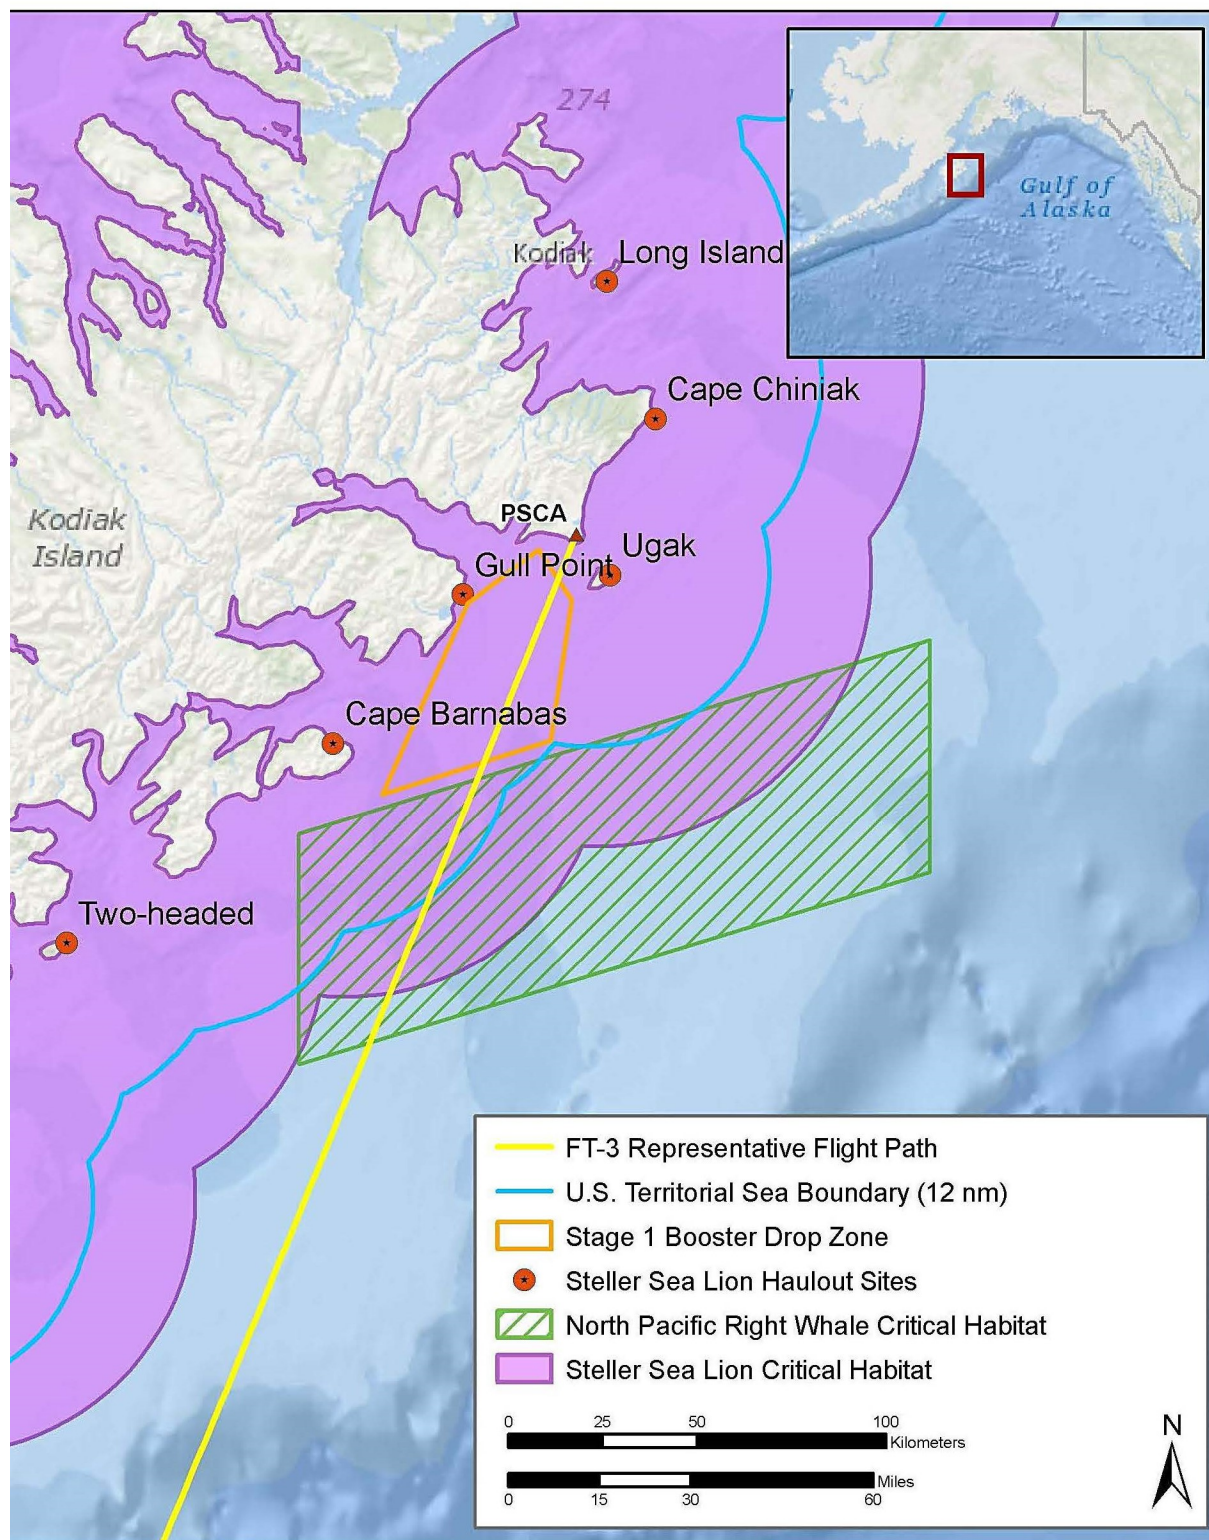 274
Gulf of
Alaska
Kodiak
Long Island
Cape Chiniak
Kodiak
Island
PSCA
Ugak
Gull Point
Cape Barnabas
Two-headed
FT-3 Representative Flight Path
U.S. Territorial Sea Boundary (12 nm)
Stage 1 Booster Drop Zone
Steller Sea Lion Haulout Sites
North Pacific Right Whale Critical Habitat
Steller Sea Lion Critical Habitat
0 25 50 100
Kilometers
Miles
0 15 30 60
N